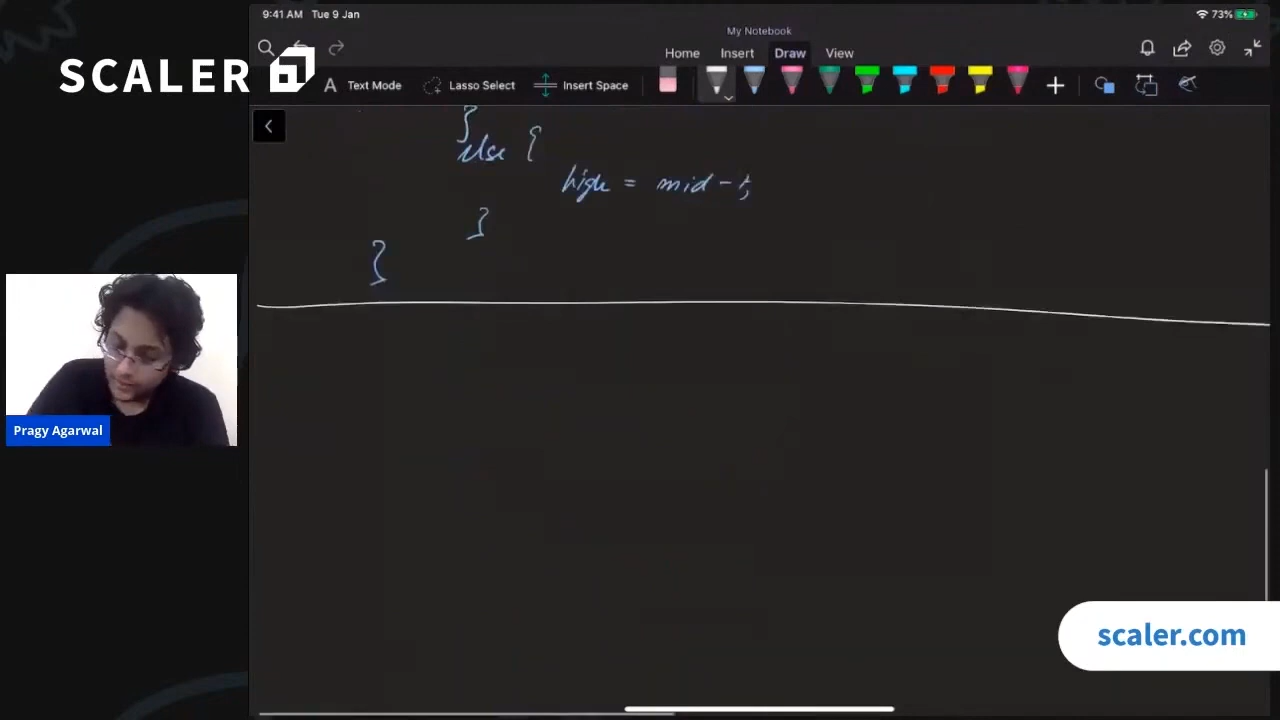 9:41 AM Tue 9 Jan
73%
My Notebook
SCALER
Home Insert Draw View
Text Mode Lasso Select Insert Space
}
else {
high = mid - 1;
}
}
Pragy Agarwal
scaler.com